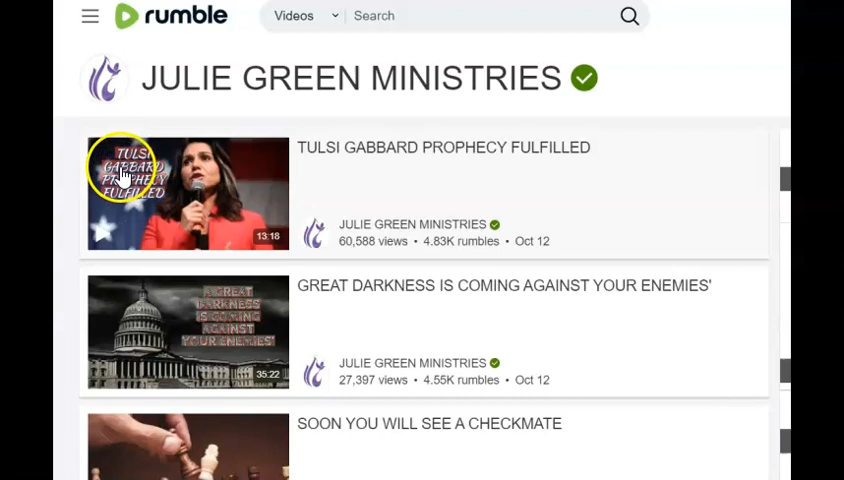 rumble
Videos
Search
JULIE GREEN MINISTRIES
TULSI
GABBARD
PROPHECY
FULFILLED
13:18
TULSI GABBARD PROPHECY FULFILLED
JULIE GREEN MINISTRIES
60,588 views • 4.83K rumbles • Oct 12
A GREAT
DARKNESS
IS COMING
AGAINST
YOUR ENEMIES'
35:22
GREAT DARKNESS IS COMING AGAINST YOUR ENEMIES'
JULIE GREEN MINISTRIES
27,397 views • 4.55K rumbles • Oct 12
SOON YOU WILL SEE A CHECKMATE